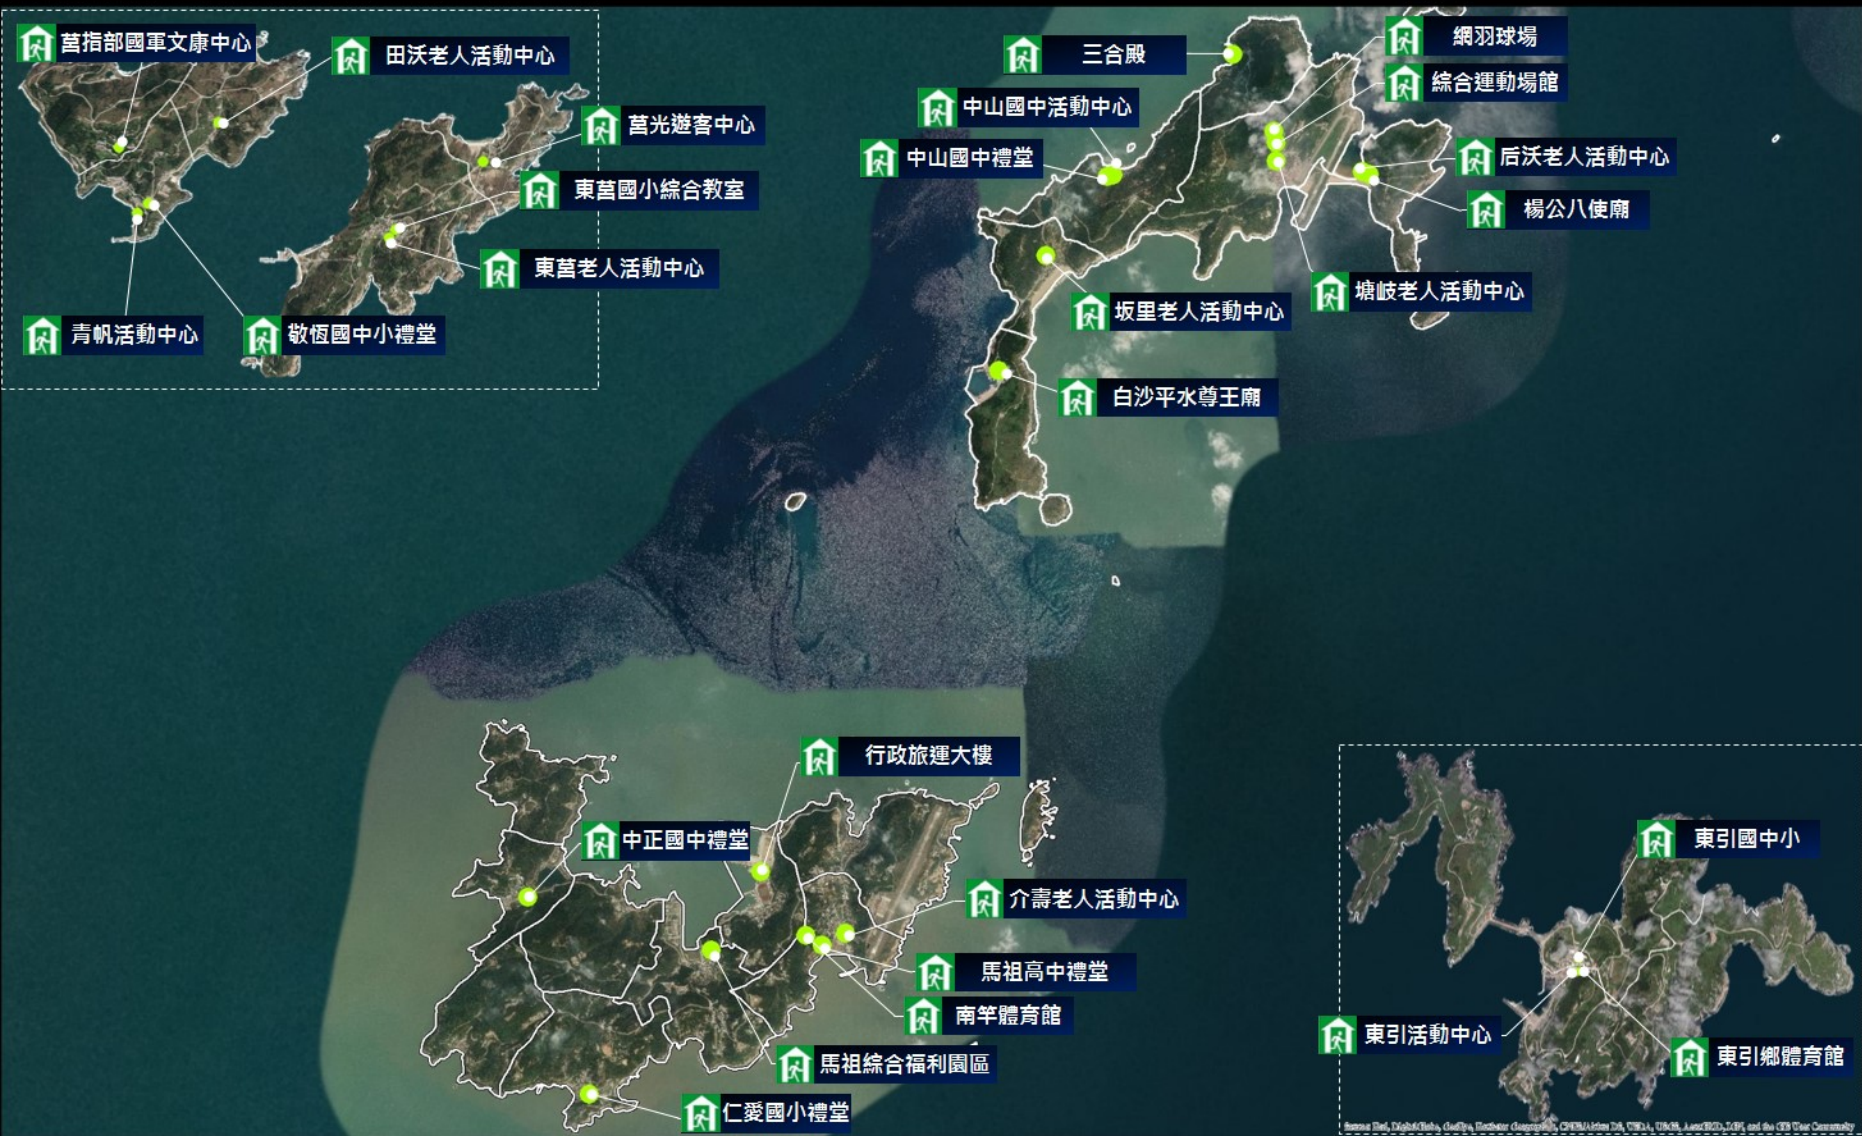 莒指部國軍文康中心
田沃老人活動中心
莒光遊客中心
東莒國小綜合教室
東莒老人活動中心
青帆活動中心
敬恆國中小禮堂
三合殿
網羽球場
綜合運動場館
中山國中活動中心
中山國中禮堂
后沃老人活動中心
楊公八使廟
塘岐老人活動中心
坂里老人活動中心
白沙平水尊王廟
行政旅運大樓
中正國中禮堂
介壽老人活動中心
馬祖高中禮堂
南竿體育館
馬祖綜合福利園區
仁愛國小禮堂
東引國中小
東引活動中心
東引鄉體育館